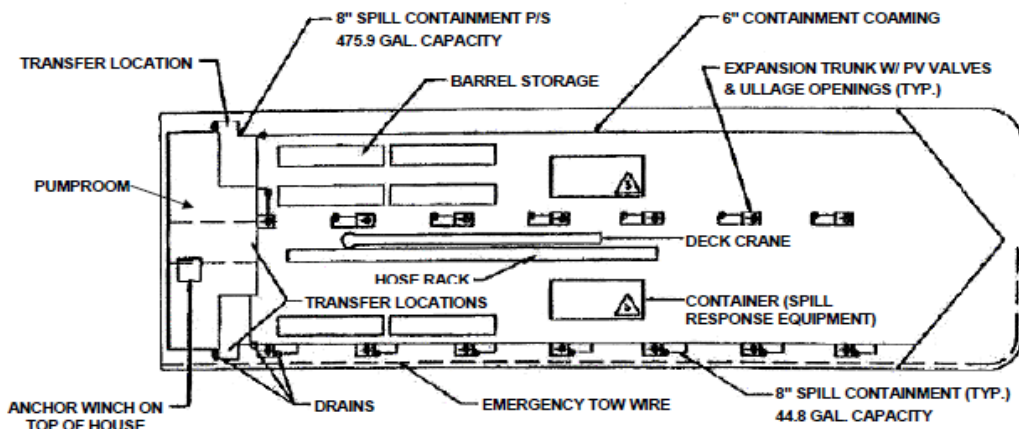 8" SPILL CONTAINMENT P/S
475.9 GAL. CAPACITY
6" CONTAINMENT COAMING
TRANSFER LOCATION
BARREL STORAGE
EXPANSION TRUNK W/ PV VALVES
& ULLAGE OPENINGS (TYP.)
PUMPROOM
DECK CRANE
HOSE RACK
TRANSFER LOCATIONS
CONTAINER (SPILL
RESPONSE EQUIPMENT)
ANCHOR WINCH ON
TOP OF HOUSE
DRAINS
EMERGENCY TOW WIRE
8" SPILL CONTAINMENT (TYP.)
44.8 GAL. CAPACITY